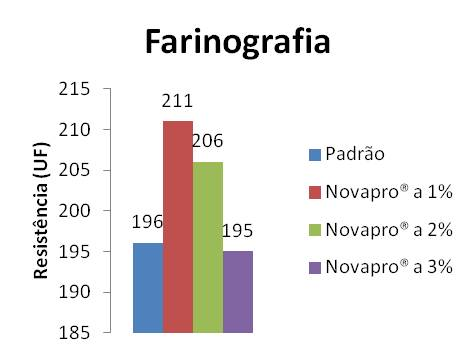 Farinografia
Resistência (UF)
215
210
205
200
195
190
185
196
211
206
195
Padrão
Novapro® a 1%
Novapro® a 2%
Novapro® a 3%